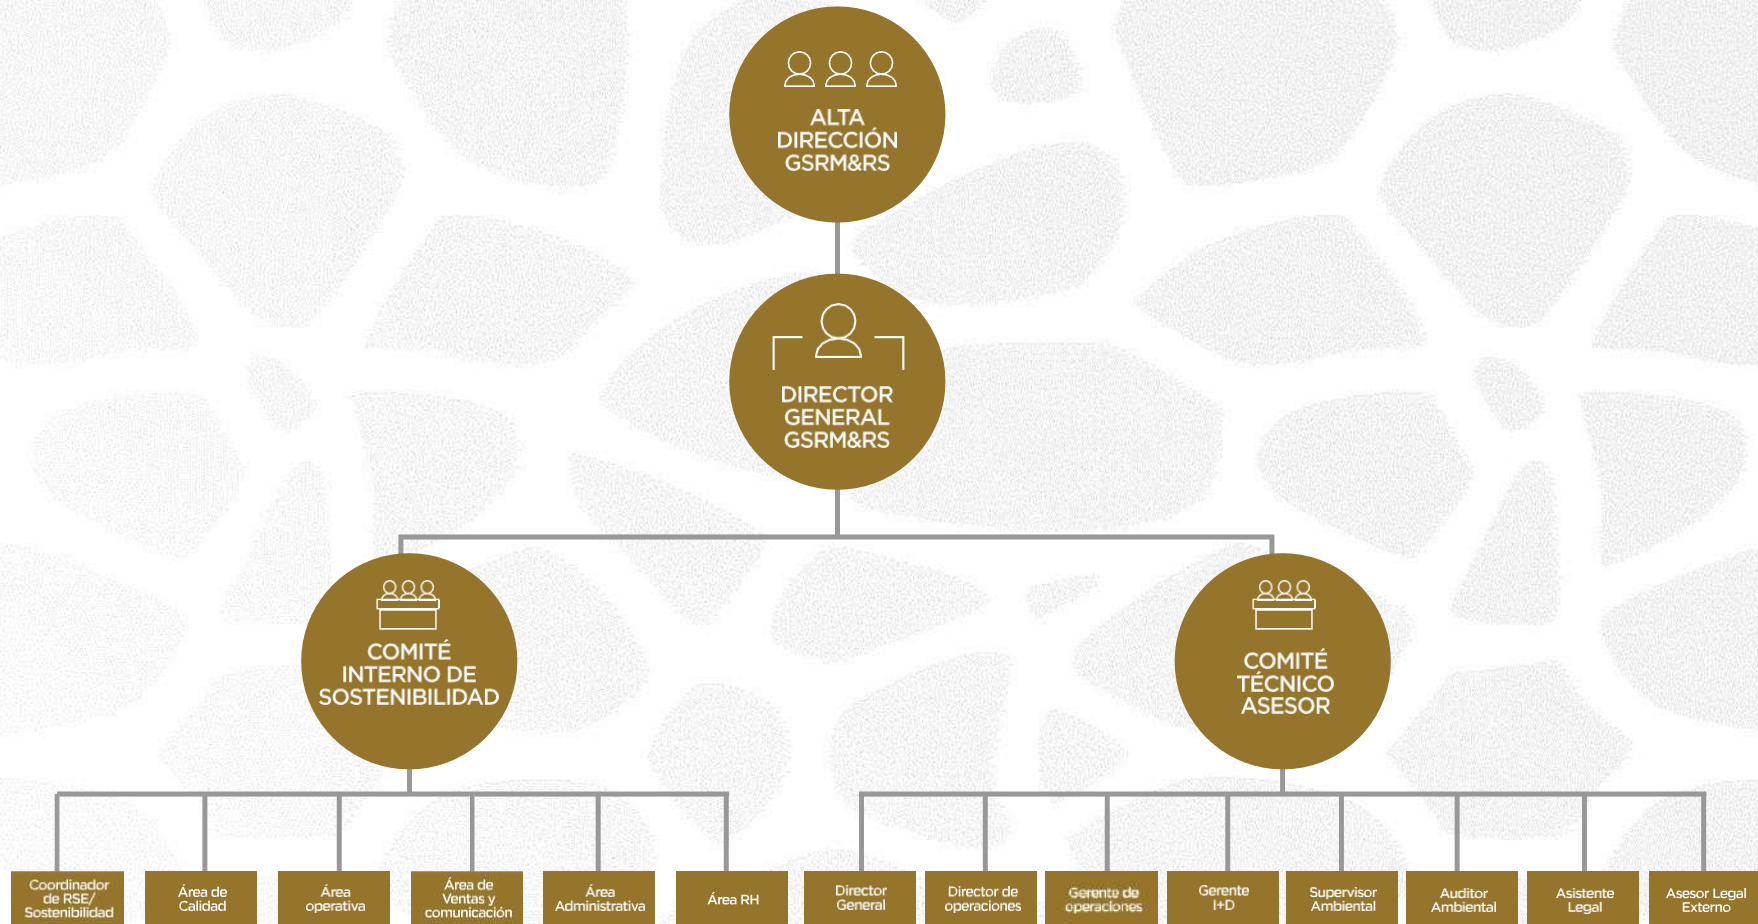 ALTA
DIRECCIÓN
GSRM&RS
DIRECTOR
GENERAL
GSRM&RS
COMITÉ
INTERNO DE
SOSTENIBILIDAD
COMITÉ
TÉCNICO
ASESOR
Coordinador
de RSE/
Sostenibilidad
Área de
Calidad
Área
operativa
Área de
Ventas y
comunicación
Área
Administrativa
Área RH
Director
General
Director de
operaciones
Gerente de
operaciones
Gerente
I+D
Supervisor
Ambiental
Auditor
Ambiental
Asistente
Legal
Asesor Legal
Externo